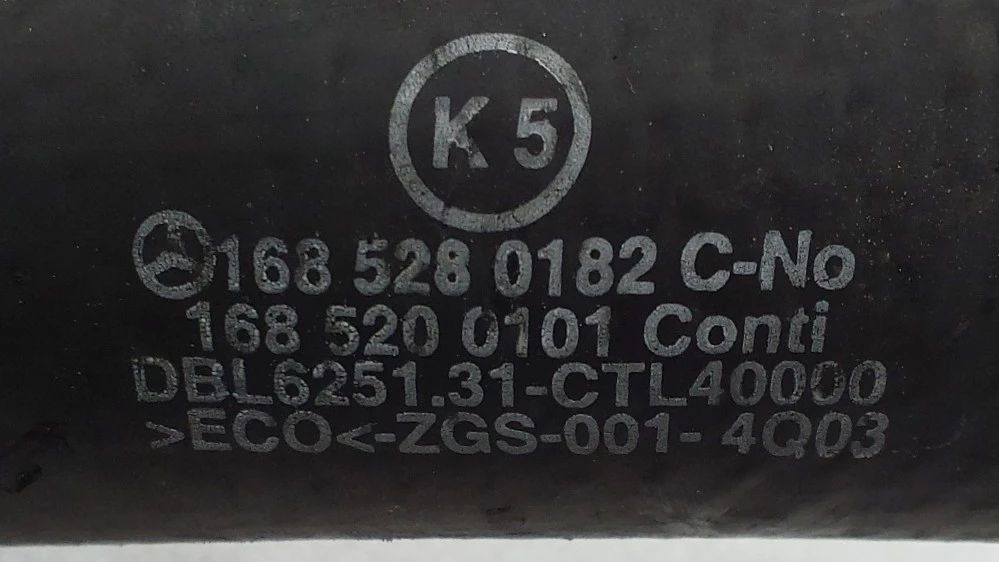 K 5
168 528 0182 C-No
168 520 0101 Conti
DBL6251.31-CTL40000
>ECO<-ZGS-001- 4Q03